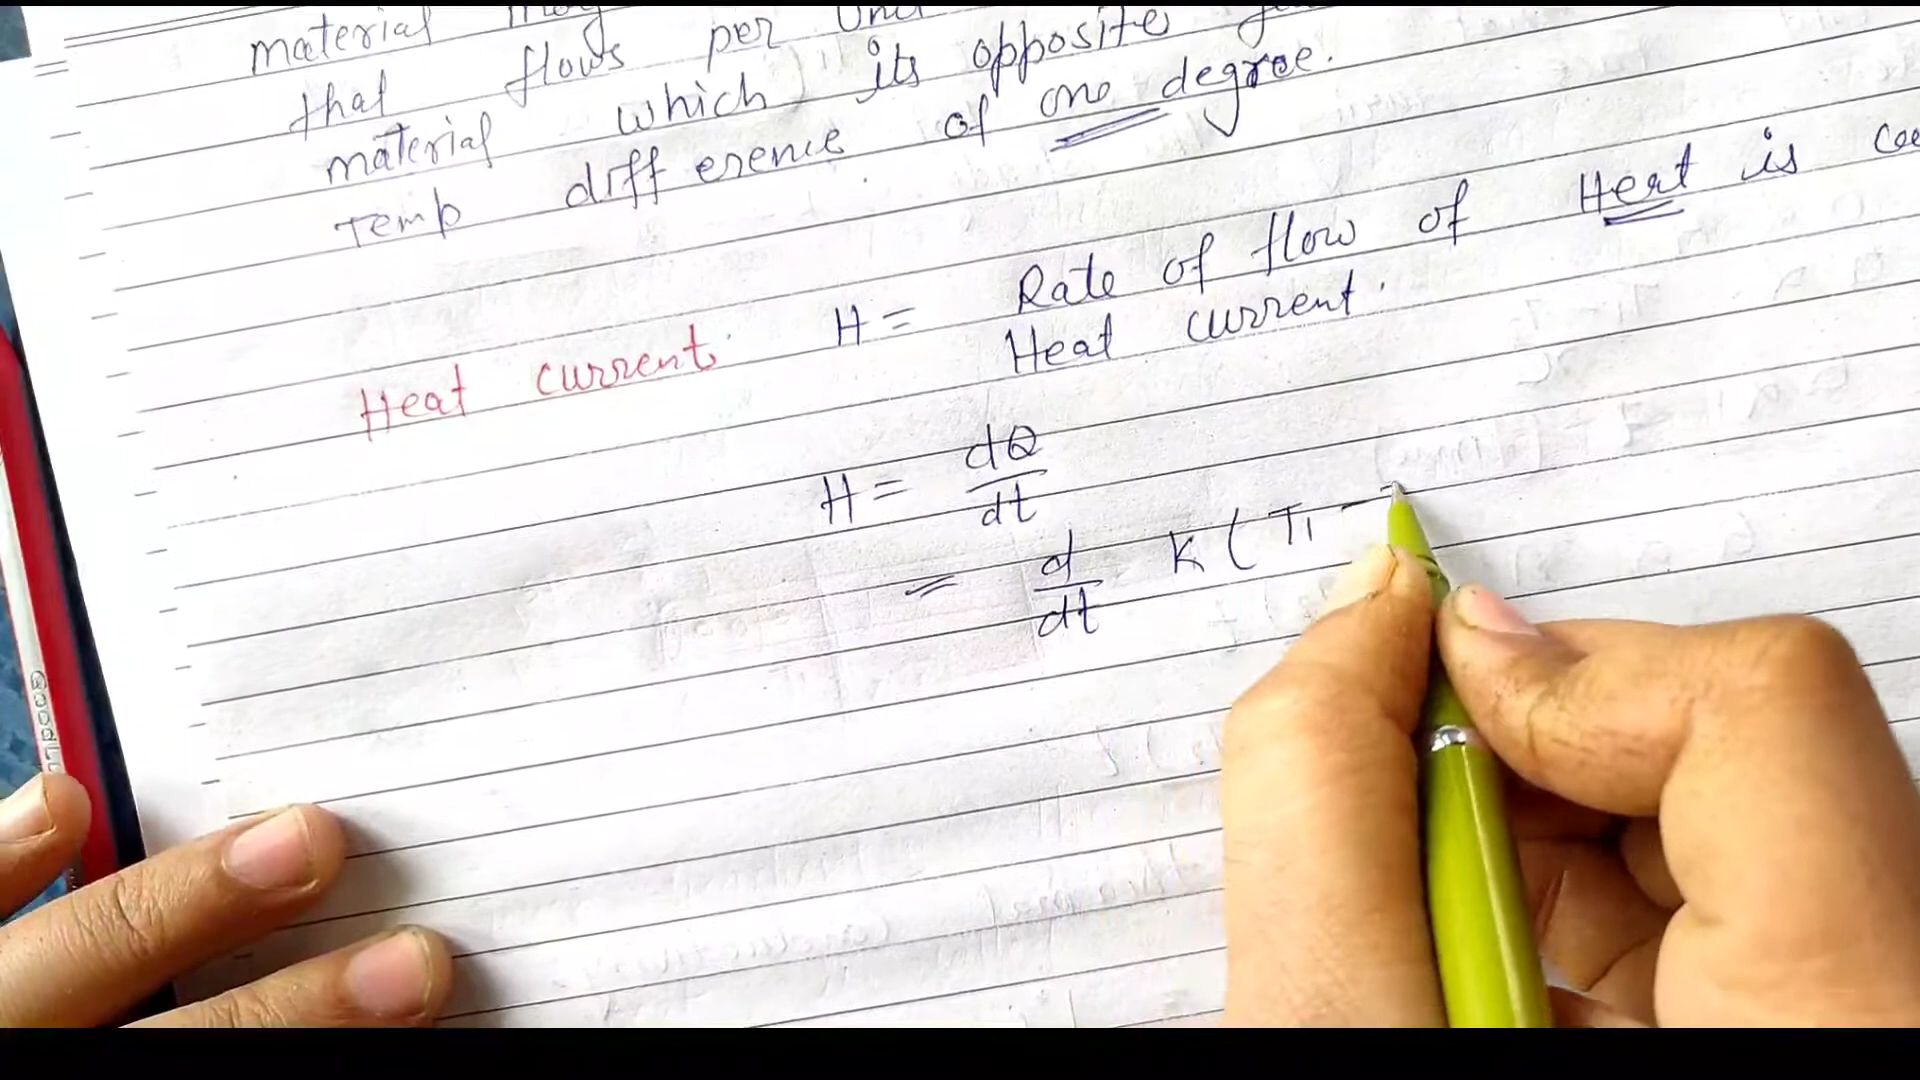 material
that flows per
material which its opposite
Temp difference of one degree.
Heat current. H = Rate of flow of Heat is
Heat current.
H = dQ/dt
= d/dt K ( T1 -